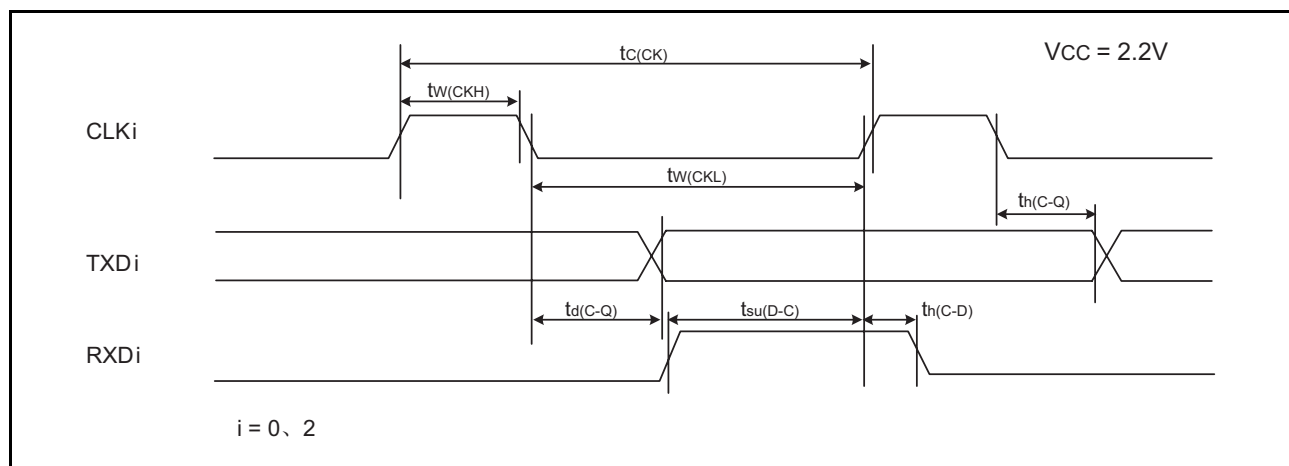 tC(CK)
VCC = 2.2V
tW(CKH)
CLKi
tW(CKL)
th(C-Q)
TXDi
td(C-Q)
tsu(D-C)
th(C-D)
RXDi
i = 0、2